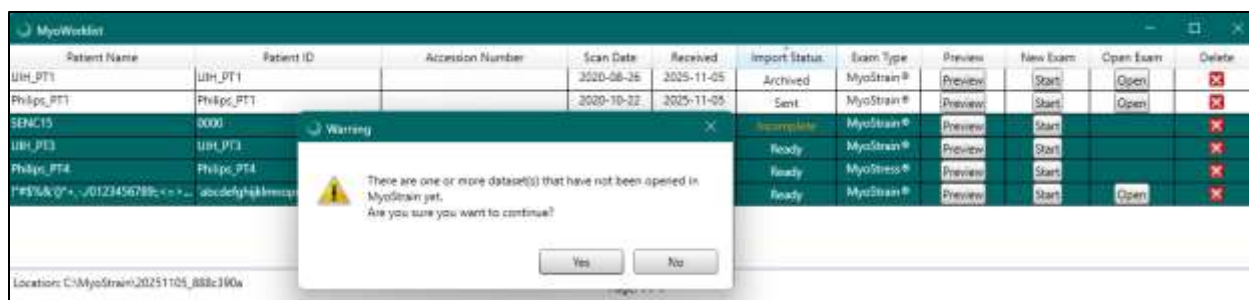 MyoWorklist
Patient Name Patient ID Accession Number Scan Date Received Import Status Exam Type Preview New Exam Open Exam Delete
UIH_PT1 UIH_PT1 2020-08-26 2025-11-05 Archived MyoStrain® Preview Start Open
Philips_PT1 Philips_PT1 2020-10-22 2025-11-05 Sent MyoStrain® Preview Start Open
SENC15 0000 Incomplete MyoStrain® Preview Start
UIH_PT3 UIH_PT3 Ready MyoStrain® Preview Start
Philips_PT4 Philips_PT4 Ready MyoStress® Preview Start
Ready MyoStrain® Preview Start Open
Warning
There are one or more dataset(s) that have not been opened in
MyoStrain yet.
Are you sure you want to continue?
Yes No
Location: C:\MyoStrain\20251105_888c390a